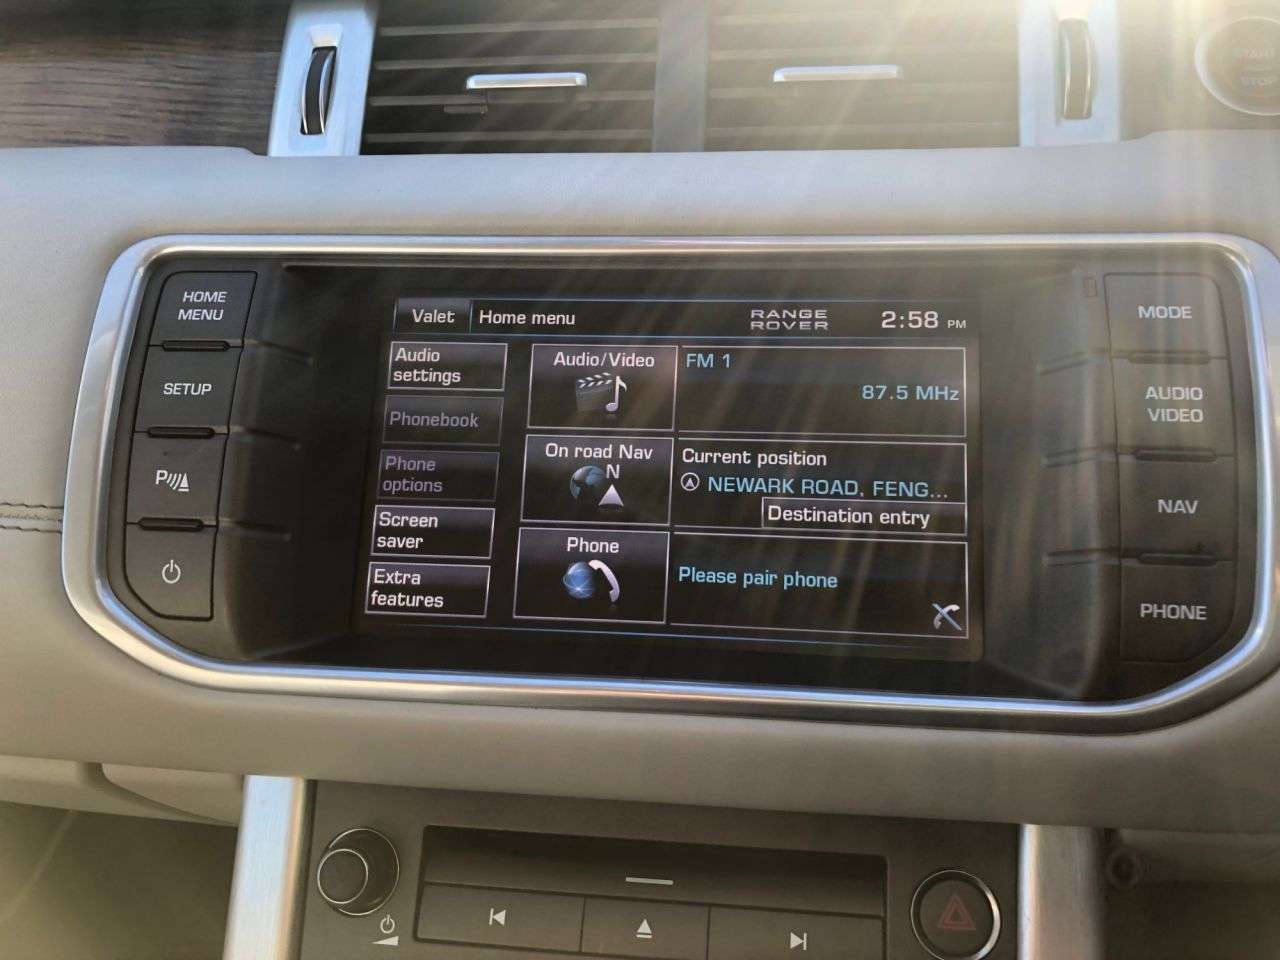 START
STOP
HOME
MENU
SETUP
P
Valet
Home menu
RANGE
ROVER
2:58 PM
Audio
settings
Phonebook
Phone
options
Screen
saver
Extra
features
Audio/Video
FM 1
87.5 MHz
On road Nav
N
Current position
NEWARK ROAD, FENG...
Destination entry
Phone
Please pair phone
MODE
AUDIO
VIDEO
NAV
PHONE